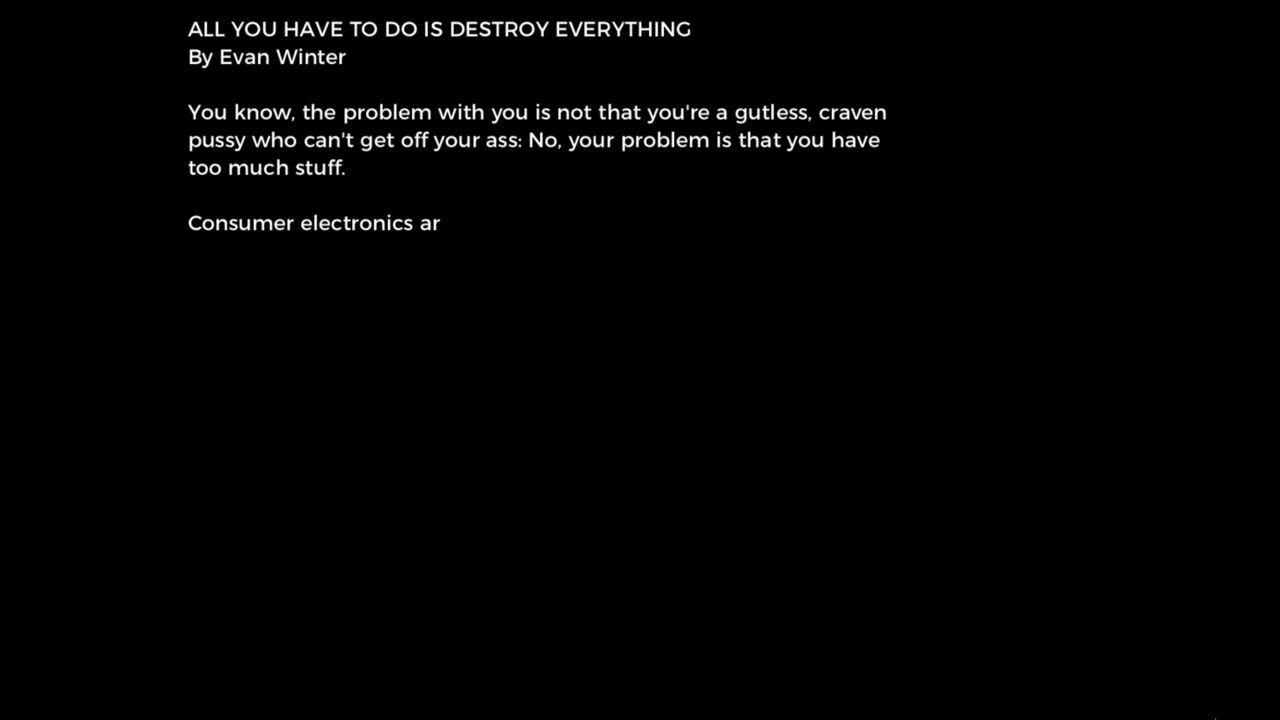 ALL YOU HAVE TO DO IS DESTROY EVERYTHING
By Evan Winter
You know, the problem with you is not that you're a gutless, craven
pussy who can't get off your ass: No, your problem is that you have
too much stuff.
Consumer electronics ar